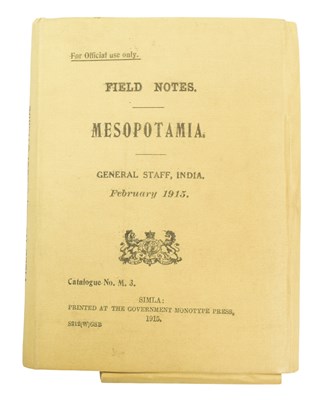 For Official use only.
FIELD NOTES.
MESOPOTAMIA.
GENERAL STAFF, INDIA.
February 1915.
Catalogue No. M. 3.
SIMLA:
PRINTED AT THE GOVERNMENT MONOTYPE PRESS,
1915.